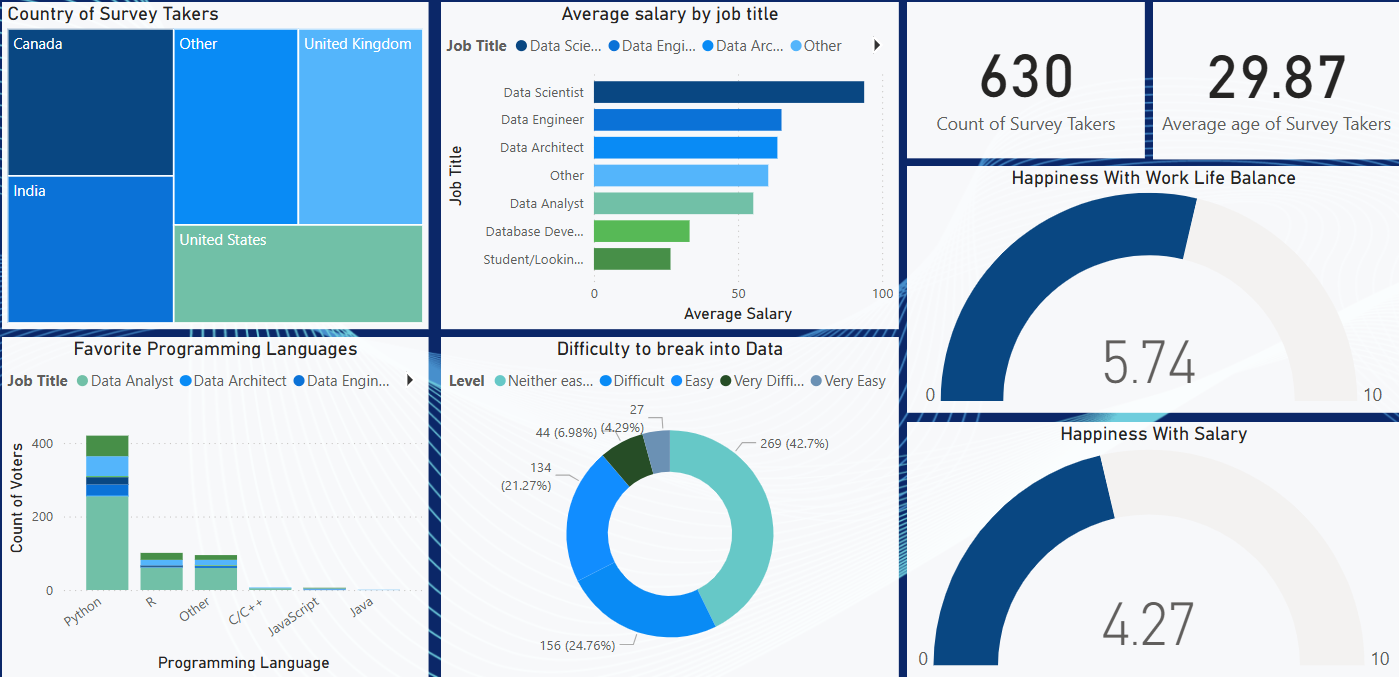 Country of Survey Takers
Canada
Other
United Kingdom
India
United States
Average salary by job title
Job Title Data Scie... Data Engi... Data Arc... Other
Job Title
Data Scientist
Data Engineer
Data Architect
Other
Data Analyst
Database Deve...
Student/Lookin...
0 50 100
Average Salary
630
Count of Survey Takers
29.87
Average age of Survey Takers
Happiness With Work Life Balance
5.74
0 10
Favorite Programming Languages
Job Title Data Analyst Data Architect Data Engin...
Count of Voters
400
200
0
Python R Other C/C++ JavaScript Java
Programming Language
Difficulty to break into Data
Level Neither eas... Difficult Easy Very Diffi... Very Easy
27
(4.29%)
44 (6.98%)
269 (42.7%)
134
(21.27%)
156 (24.76%)
Happiness With Salary
4.27
0 10